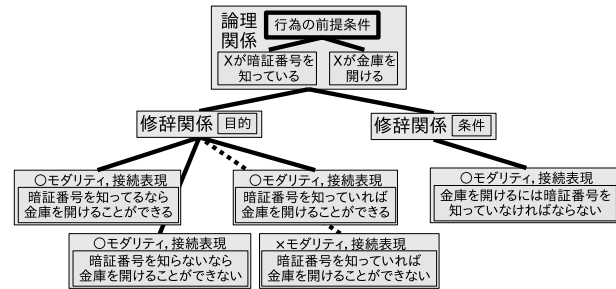 論理
関係
行為の前提条件
Xが暗証番号を
知っている
Xが金庫を
開ける
修辞関係 目的
修辞関係 条件
○モダリティ,接続表現
暗証番号を知ってるなら
金庫を開けることができる
○モダリティ,接続表現
暗証番号を知っていれば
金庫を開けることができる
○モダリティ,接続表現
金庫を開けるには暗証番号を
知っていなければならない
○モダリティ,接続表現
暗証番号を知らないなら
金庫を開けることができない
×モダリティ,接続表現
暗証番号を知っていれば
金庫を開けることができない